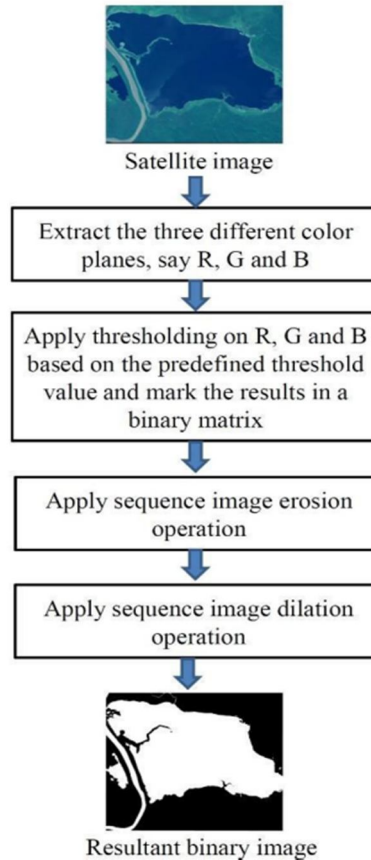 Satellite image
Extract the three different color
planes, say R, G and B
Apply thresholding on R, G and B
based on the predefined threshold
value and mark the results in a
binary matrix
Apply sequence image erosion
operation
Apply sequence image dilation
operation
Resultant binary image